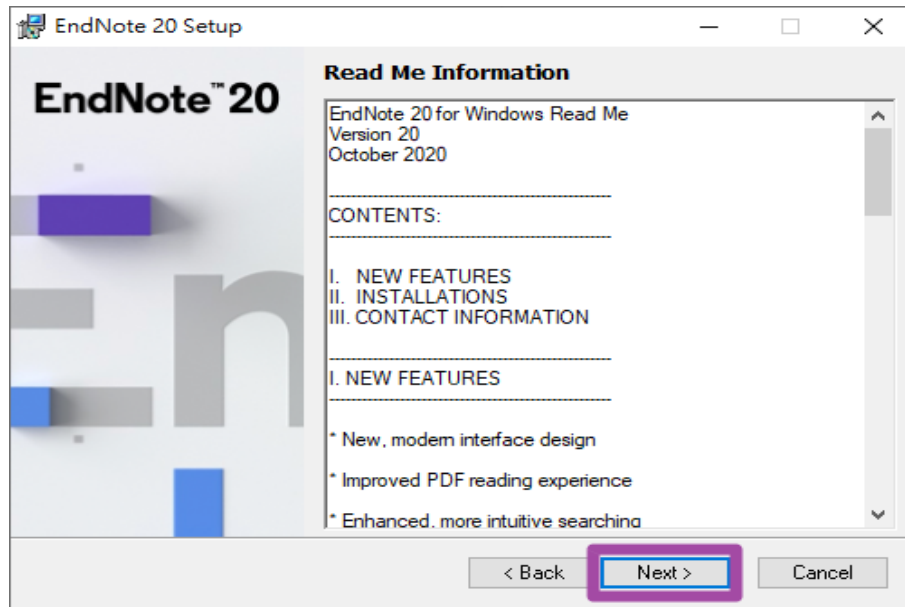 EndNote 20 Setup
EndNote™20
Read Me Information
EndNote 20 for Windows Read Me
Version 20
October 2020
------------------------------------------------------------
CONTENTS:
------------------------------------------------------------
I. NEW FEATURES
II. INSTALLATIONS
III. CONTACT INFORMATION
------------------------------------------------------------
I. NEW FEATURES
------------------------------------------------------------
* New, modern interface design
* Improved PDF reading experience
* Enhanced, more intuitive searching
En
< Back
Next >
Cancel